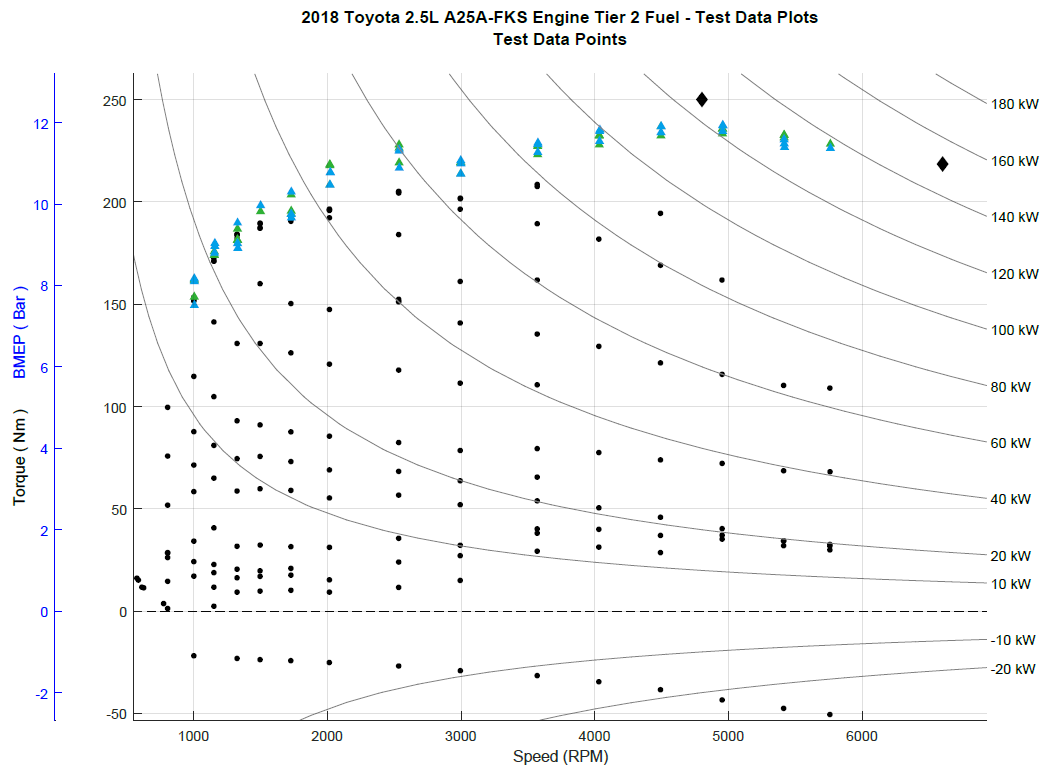 2018 Toyota 2.5L A25A-FKS Engine Tier 2 Fuel - Test Data Plots
Test Data Points
BMEP ( Bar )
Torque ( Nm )
12
10
8
6
4
2
0
-2
250
200
150
100
50
0
-50
180 kW
160 kW
140 kW
120 kW
100 kW
80 kW
60 kW
40 kW
20 kW
10 kW
-10 kW
-20 kW
1000
2000
3000
4000
5000
6000
Speed (RPM)